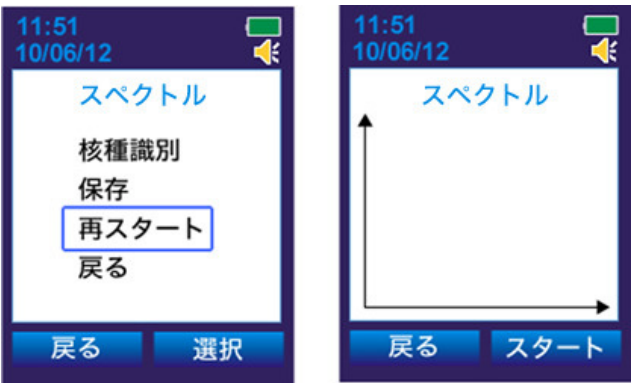 11:51
10/06/12
スペクトル
核種識別
保存
再スタート
戻る
戻る 選択
11:51
10/06/12
スペクトル
戻る スタート